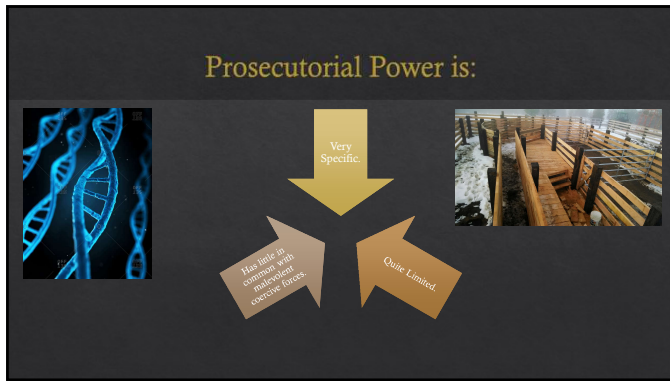 Prosecutorial Power is:
Very
Specific.
Has little in
common with
malevolent
coercive forces.
Quite Limited.